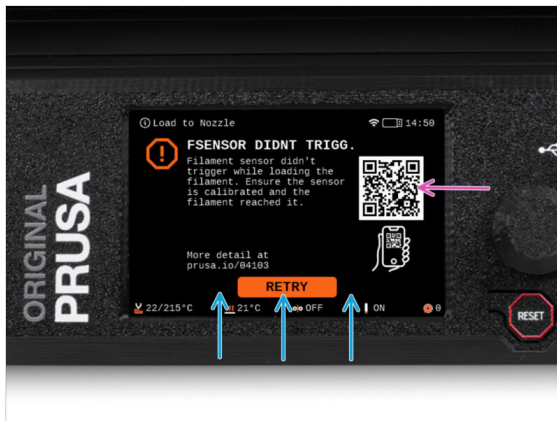 Load to Nozzle
14:50
FSENSOR DIDNT TRIGG.
Filament sensor didn't
trigger while loading the
filament. Ensure the sensor
is calibrated and the
filament reached it.
More detail at
prusa.io/04103
RETRY
22/215°C
21°C
OFF
ON
0
ORIGINAL
PRUSA
RESET